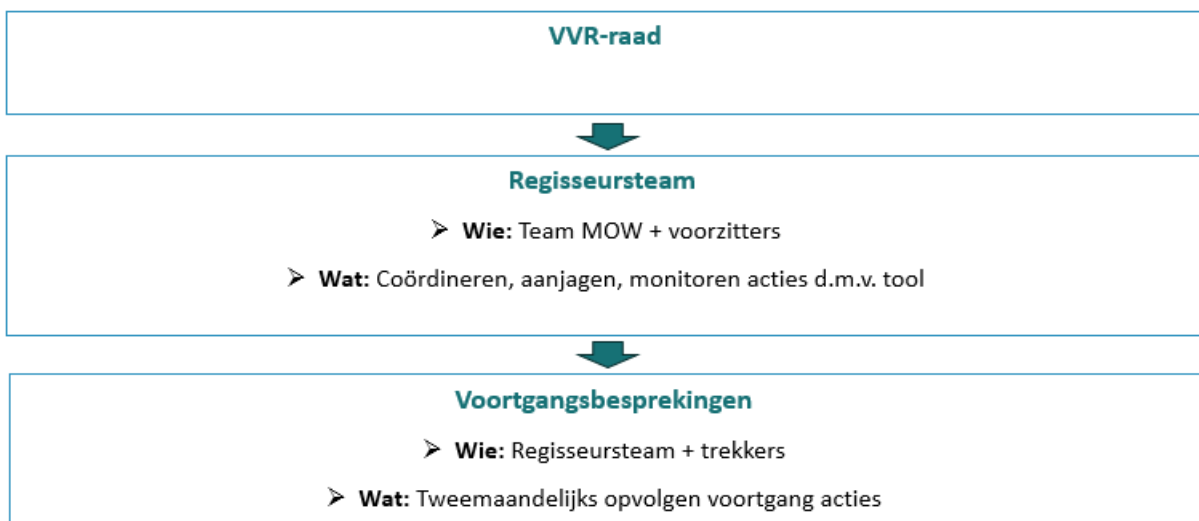 VVR-raad
Regisseursteam
➢ Wie: Team MOW + voorzitters
➢ Wat: Coördineren, aanjagen, monitoren acties d.m.v. tool
Voortgangsbesprekingen
➢ Wie: Regisseursteam + trekkers
➢ Wat: Tweemaandelijks opvolgen voortgang acties